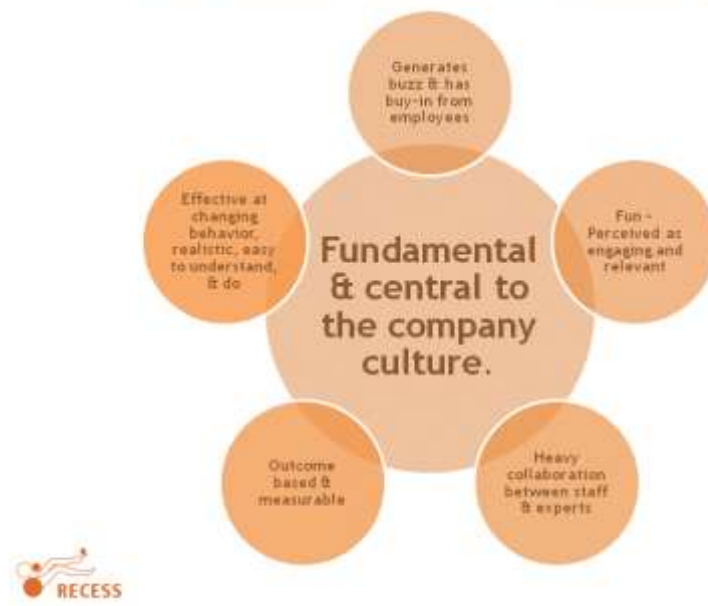 Generates
buzz & has
buy-in from
employees
Effective at
changing
behavior,
realistic, easy
to understand,
& do
Fun -
Perceived as
engaging and
relevant
Fundamental
& central to
the company
culture.
Outcome
based &
measurable
Heavy
collaboration
between staff
& experts
RECESS